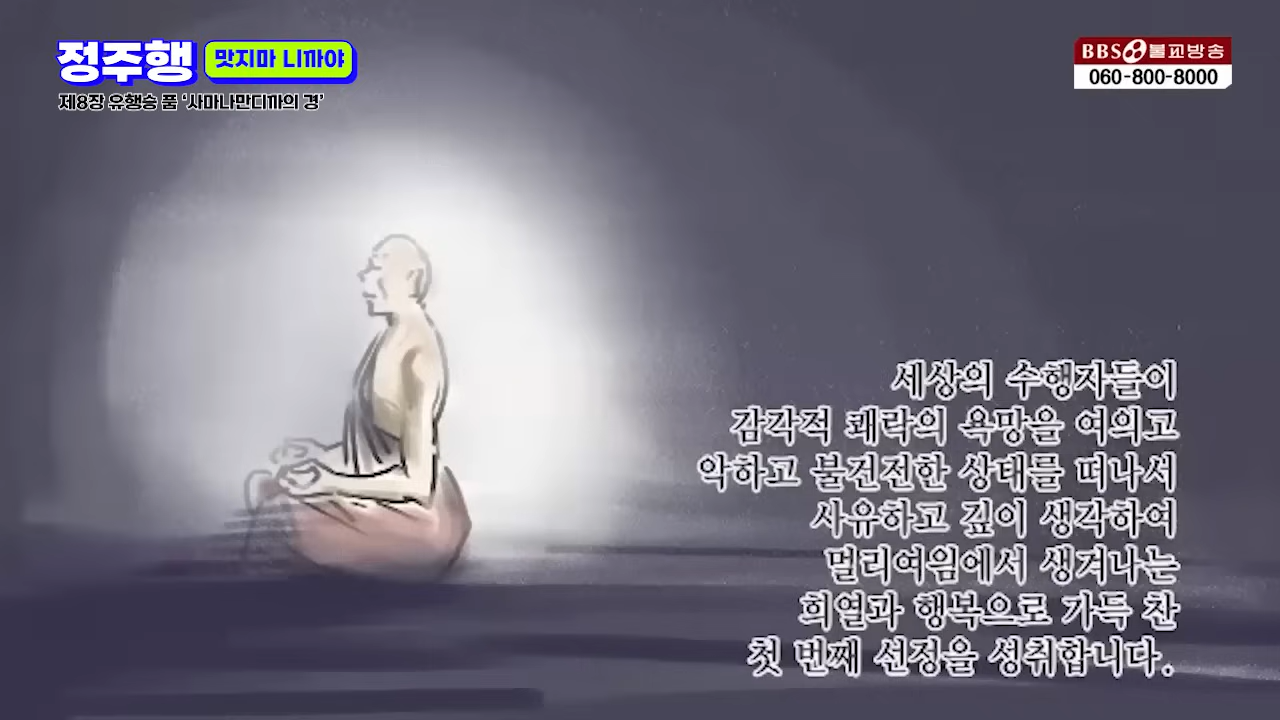 정주행 맛지마 니까야
제8장 유행승 품 '사마나만디까의 경'
BBS 불교방송
060-800-8000
세상의 수행자들이
감각적 쾌락의 욕망을 여의고
악하고 불건전한 상태를 떠나서
사유하고 깊이 생각하여
멀리여읨에서 생겨나는
희열과 행복으로 가득 찬
첫 번째 선정을 성취합니다.